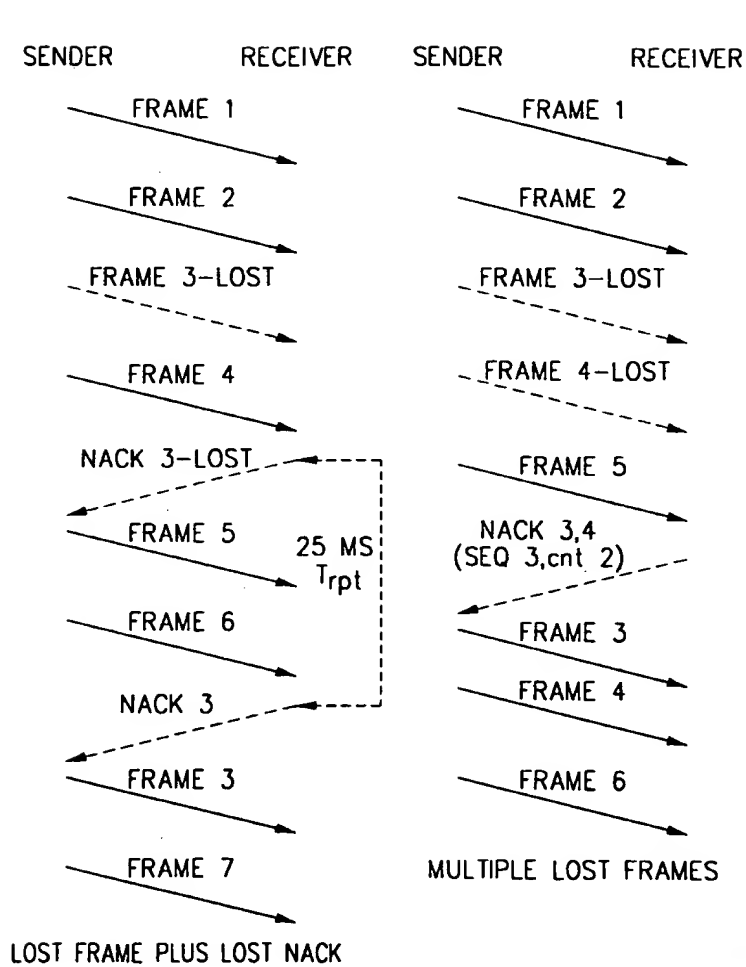 SENDER RECEIVER
FRAME 1
FRAME 2
FRAME 3-LOST
FRAME 4
NACK 3-LOST
FRAME 5
25 MS
Trpt
FRAME 6
NACK 3
FRAME 3
FRAME 7
LOST FRAME PLUS LOST NACK
SENDER RECEIVER
FRAME 1
FRAME 2
FRAME 3-LOST
FRAME 4-LOST
FRAME 5
NACK 3,4
(SEQ 3,cnt 2)
FRAME 3
FRAME 4
FRAME 6
MULTIPLE LOST FRAMES